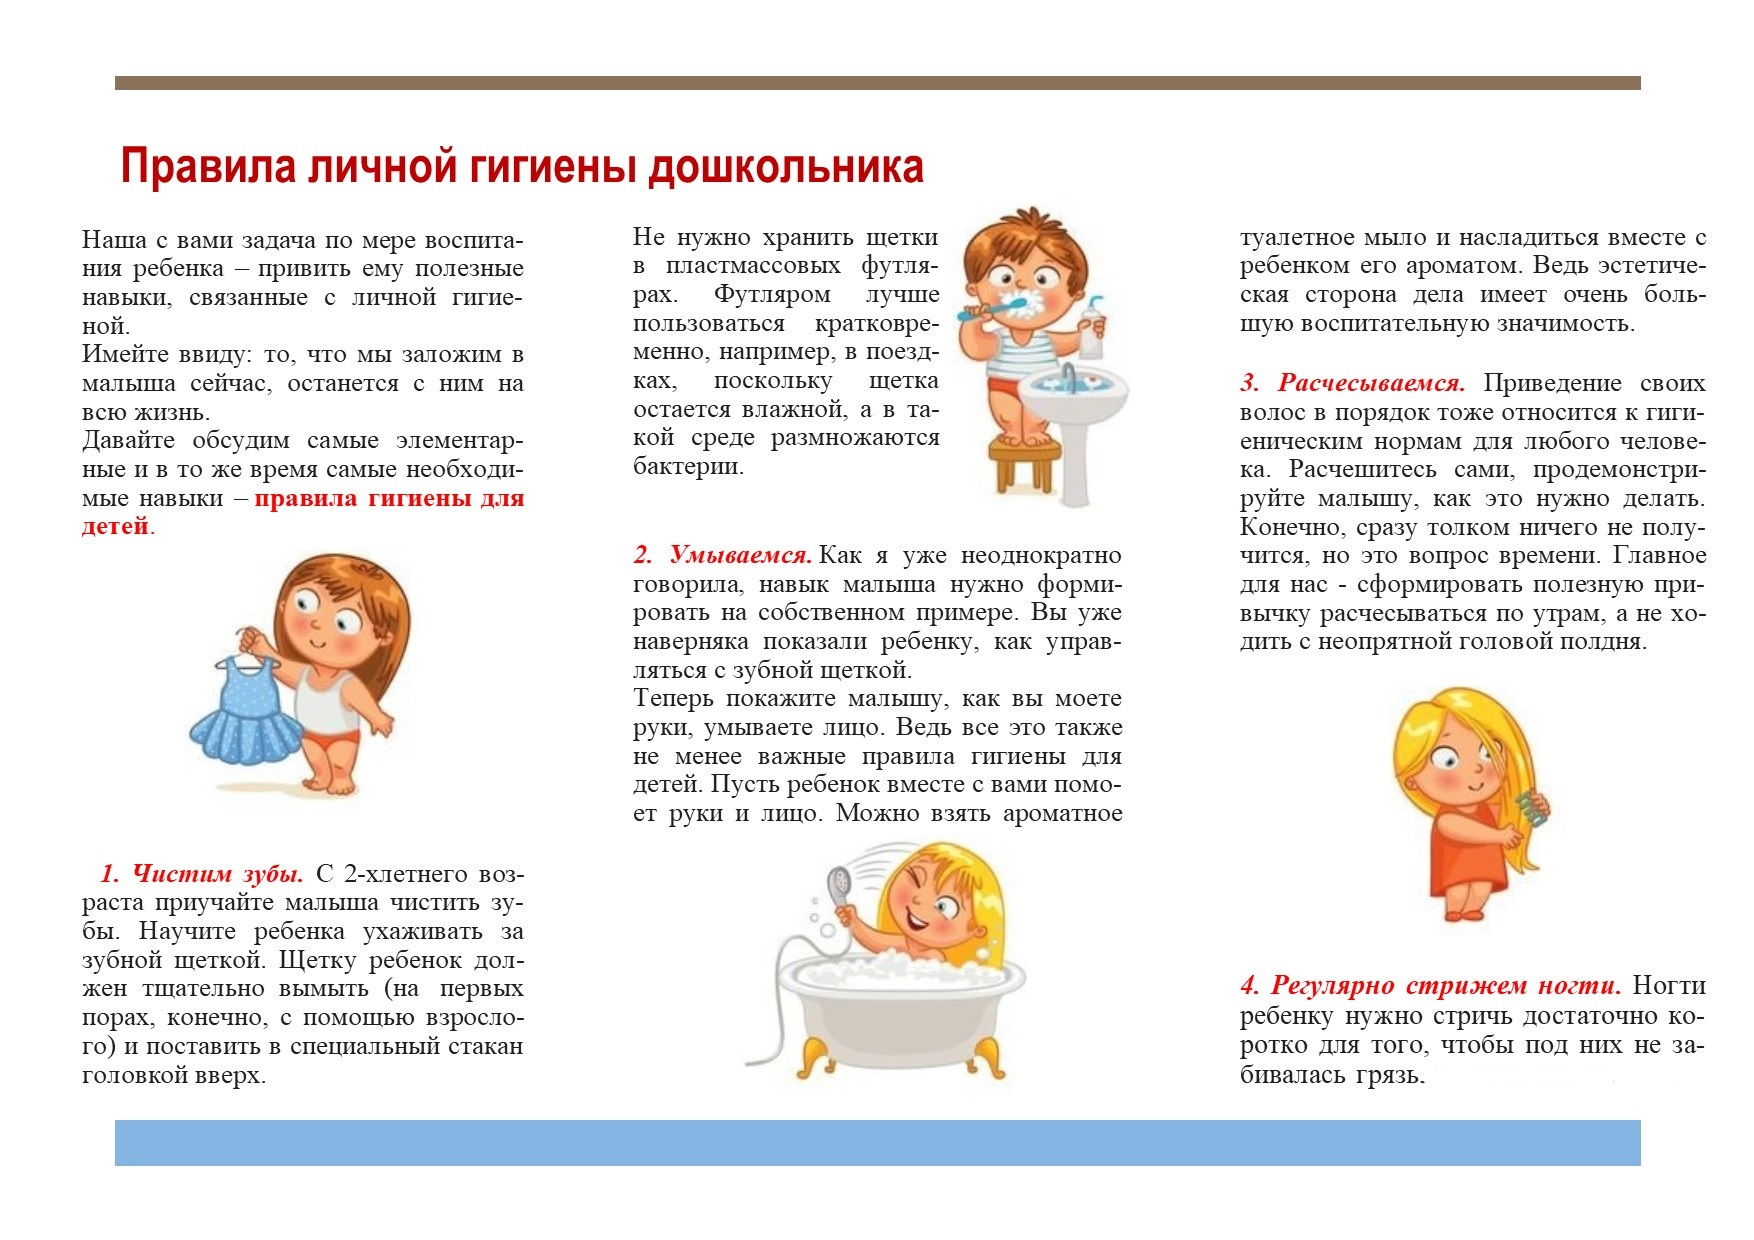 Правила личной гигиены дошкольника
Наша с вами задача по мере воспита-
ния ребенка – привить ему полезные
навыки, связанные с личной гигие-
ной.
Имейте ввиду: то, что мы заложим в
малыша сейчас, останется с ним на
всю жизнь.
Давайте обсудим самые элементар-
ные и в то же время самые необходи-
мые навыки – правила гигиены для
детей.
1. Чистим зубы. С 2-хлетнего воз-
раста приучайте малыша чистить зу-
бы. Научите ребенка ухаживать за
зубной щеткой. Щетку ребенок дол-
жен тщательно вымыть (на первых
порах, конечно, с помощью взросло-
го) и поставить в специальный стакан
головкой вверх.
Не нужно хранить щетки
в пластмассовых футля-
рах. Футляром лучше
пользоваться кратковре-
менно, например, в поезд-
ках, поскольку щетка
остается влажной, а в та-
кой среде размножаются
бактерии.
2. Умываемся. Как я уже неоднократно
говорила, навык малыша нужно форми-
ровать на собственном примере. Вы уже
наверняка показали ребенку, как управ-
ляться с зубной щеткой.
Теперь покажите малышу, как вы моете
руки, умываете лицо. Ведь все это также
не менее важные правила гигиены для
детей. Пусть ребенок вместе с вами помо-
ет руки и лицо. Можно взять ароматное
туалетное мыло и насладиться вместе с
ребенком его ароматом. Ведь эстетиче-
ская сторона дела имеет очень боль-
шую воспитательную значимость.
3. Расчесываемся. Приведение своих
волос в порядок тоже относится к гиги-
еническим нормам для любого челове-
ка. Расчешитесь сами, продемонстри-
руйте малышу, как это нужно делать.
Конечно, сразу толком ничего не полу-
чится, но это вопрос времени. Главное
для нас - сформировать полезную при-
вычку расчесываться по утрам, а не хо-
дить с неопрятной головой полдня.
4. Регулярно стрижем ногти. Ногти
ребенку нужно стричь достаточно ко-
ротко для того, чтобы под них не за-
бивалась грязь.